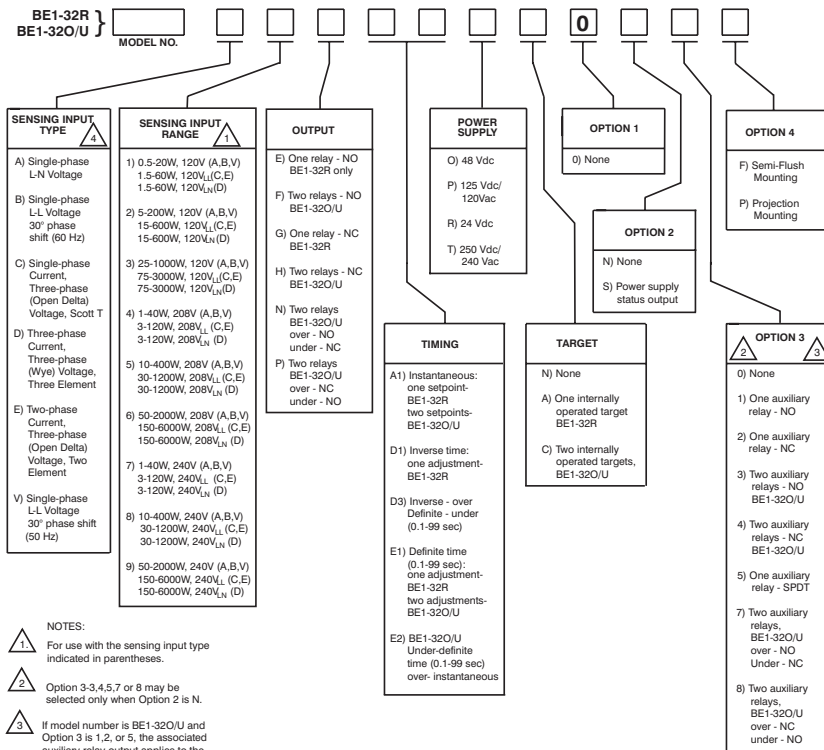 BE1-32R
BE1-32O/U
}
MODEL NO.
0
SENSING INPUT
TYPE
4
A) Single-phase
L-N Voltage
B) Single-phase
L-L Voltage
30° phase
shift (60 Hz)
C) Single-phase
Current,
Three-phase
(Open Delta)
Voltage, Scott T
D) Three-phase
Current,
Three-phase
(Wye) Voltage,
Three Element
E) Two-phase
Current,
Three-phase
(Open Delta)
Voltage, Two
Element
V) Single-phase
L-L Voltage
30° phase shift
(50 Hz)
SENSING INPUT
RANGE
1
1) 0.5-20W, 120V (A,B,V)
1.5-60W, 120VLL(C,E)
1.5-60W, 120VLN(D)
2) 5-200W, 120V (A,B,V)
15-600W, 120VLL(C,E)
15-600W, 120VLN(D)
3) 25-1000W, 120V (A,B,V)
75-3000W, 120VLL(C,E)
75-3000W, 120VLN(D)
4) 1-40W, 208V (A,B,V)
3-120W, 208VLL (C,E)
3-120W, 208VLN (D)
5) 10-400W, 208V (A,B,V)
30-1200W, 208VLL (C,E)
30-1200W, 208VLN (D)
6) 50-2000W, 208V (A,B,V)
150-6000W, 208VLL (C,E)
150-6000W, 208VLN (D)
7) 1-40W, 240V (A,B,V)
3-120W, 240VLL (C,E)
3-120W, 240VLN (D)
8) 10-400W, 240V (A,B,V)
30-1200W, 240VLL (C,E)
30-1200W, 240VLN (D)
9) 50-2000W, 240V (A,B,V)
150-6000W, 240VLL (C,E)
150-6000W, 240VLN (D)
OUTPUT
E) One relay - NO
BE1-32R only
F) Two relays - NO
BE1-32O/U
G) One relay - NC
BE1-32R
H) Two relays - NC
BE1-32O/U
N) Two relays
BE1-32O/U
over - NO
under - NC
P) Two relays
BE1-32O/U
over - NC
under - NO
TIMING
A1) Instantaneous:
one setpoint-
BE1-32R
two setpoints-
BE1-32O/U
D1) Inverse time:
one adjustment-
BE1-32R
D3) Inverse - over
Definite - under
(0.1-99 sec)
E1) Definite time
(0.1-99 sec):
one adjustment-
BE1-32R
two adjustments-
BE1-32O/U
E2) BE1-32O/U
Under-definite
time (0.1-99 sec)
over- instantaneous
POWER
SUPPLY
O) 48 Vdc
P) 125 Vdc/
120Vac
R) 24 Vdc
T) 250 Vdc/
240 Vac
TARGET
N) None
A) One internally
operated target
BE1-32R
C) Two internally
operated targets,
BE1-32O/U
OPTION 1
0) None
OPTION 2
N) None
S) Power supply
status output
OPTION 3
2
3
0) None
1) One auxiliary
relay - NO
2) One auxiliary
relay - NC
3) Two auxiliary
relays - NO
BE1-32O/U
4) Two auxiliary
relays - NC
BE1-32O/U
5) One auxiliary
relay - SPDT
7) Two auxiliary
relays,
BE1-32O/U
over - NO
Under - NC
8) Two auxiliary
relays,
BE1-32O/U
over - NC
under - NO
OPTION 4
F) Semi-Flush
Mounting
P) Projection
Mounting
NOTES:
1. For use with the sensing input type
indicated in parentheses.
2 Option 3-3,4,5,7 or 8 may be
selected only when Option 2 is N.
3 If model number is BE1-32O/U and
Option 3 is 1,2, or 5, the associated
auxiliary relay output applies to the